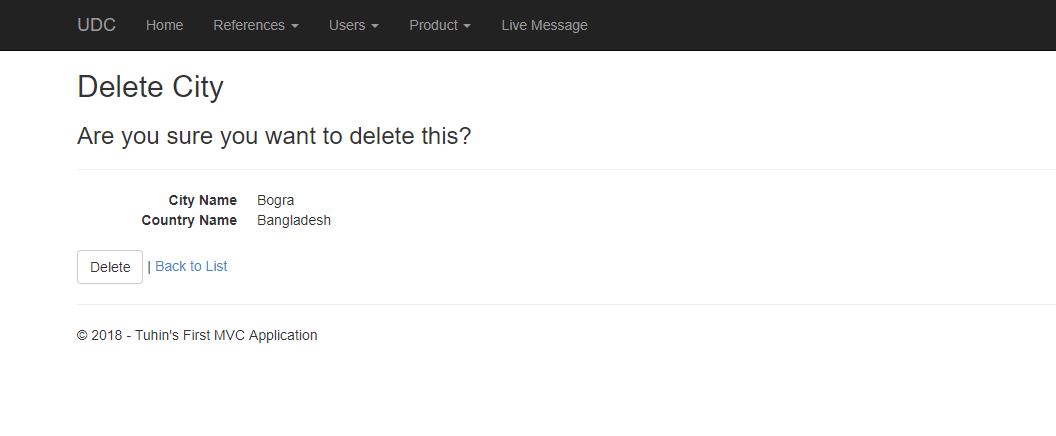 UDC Home References Users Product Live Message
Delete City
Are you sure you want to delete this?
City Name Bogra
Country Name Bangladesh
Delete | Back to List
© 2018 - Tuhin's First MVC Application